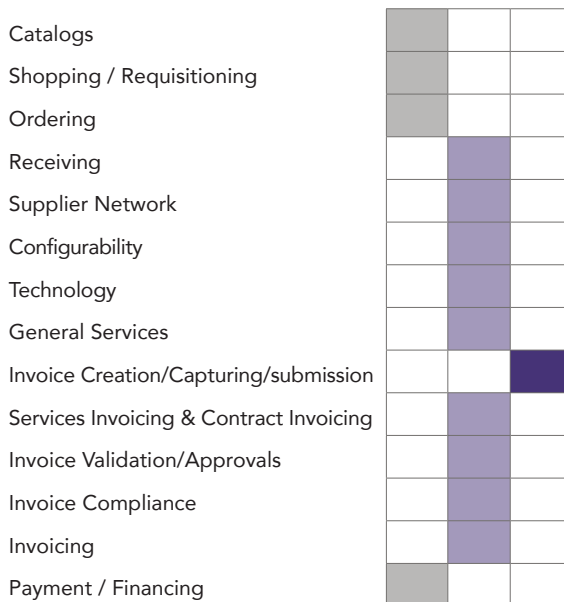 Catalogs
Shopping / Requisitioning
Ordering
Receiving
Supplier Network
Configurability
Technology
General Services
Invoice Creation/Capturing/submission
Services Invoicing & Contract Invoicing
Invoice Validation/Approvals
Invoice Compliance
Invoicing
Payment / Financing